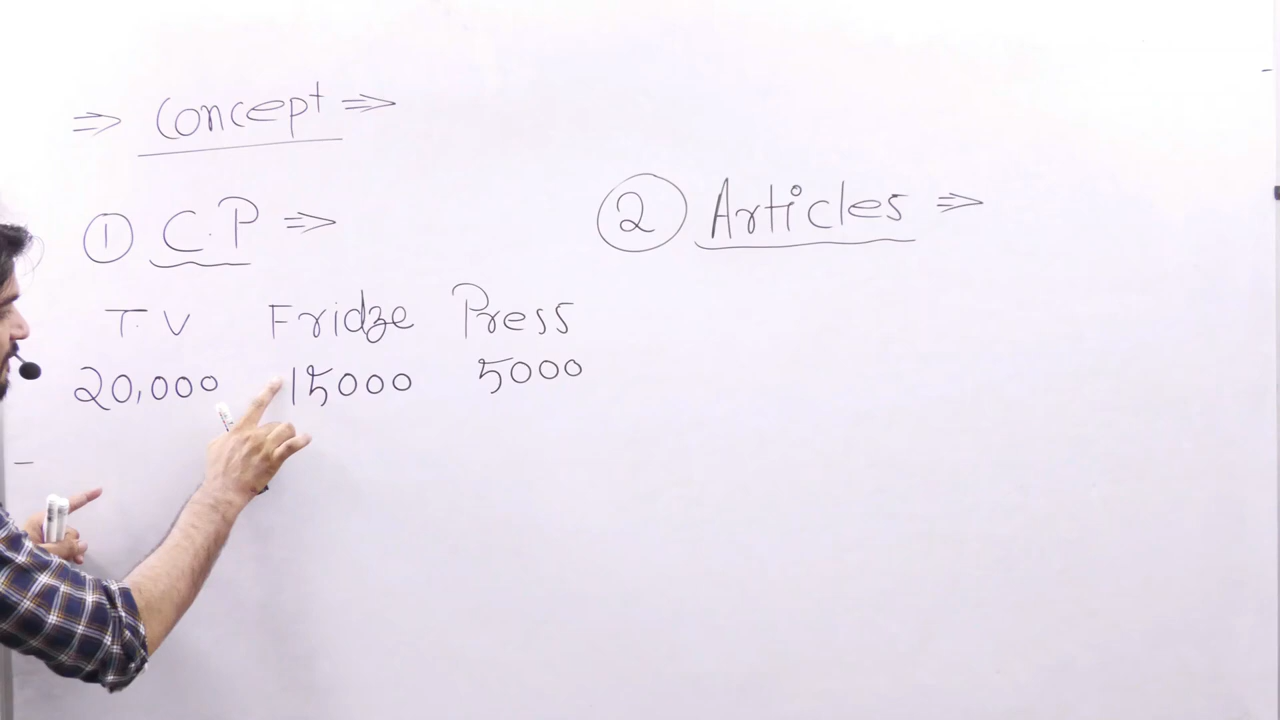 ⇒ Concept ⇒
① C.P ⇒
T.V Fridze Press
20,000 15000 5000
② Articles ⇒